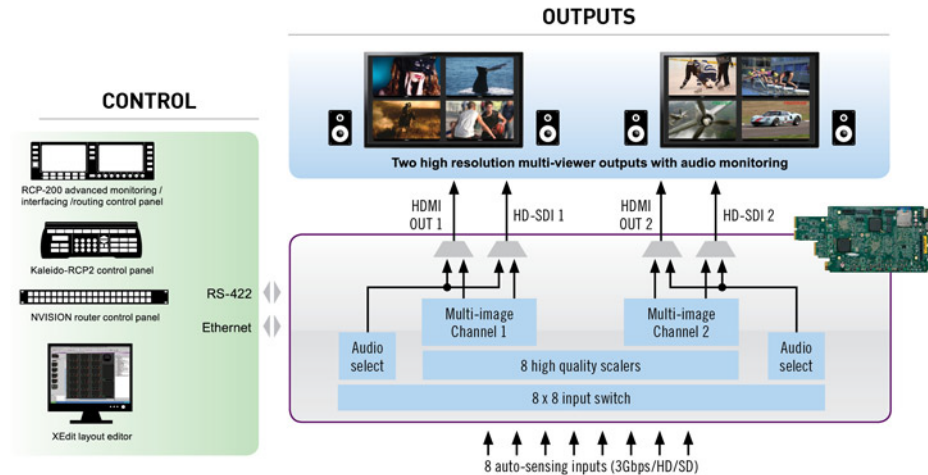 OUTPUTS
CONTROL
RCP-200 advanced monitoring /
interfacing /routing control panel
Kaleido-RCP2 control panel
NVISION router control panel
XEdit layout editor
RS-422
Ethernet
Two high resolution multi-viewer outputs with audio monitoring
HDMI
OUT 1
HD-SDI 1
HDMI
OUT 2
HD-SDI 2
Multi-image
Channel 1
Multi-image
Channel 2
Audio
select
8 high quality scalers
Audio
select
8 x 8 input switch
8 auto-sensing inputs (3Gbps/HD/SD)